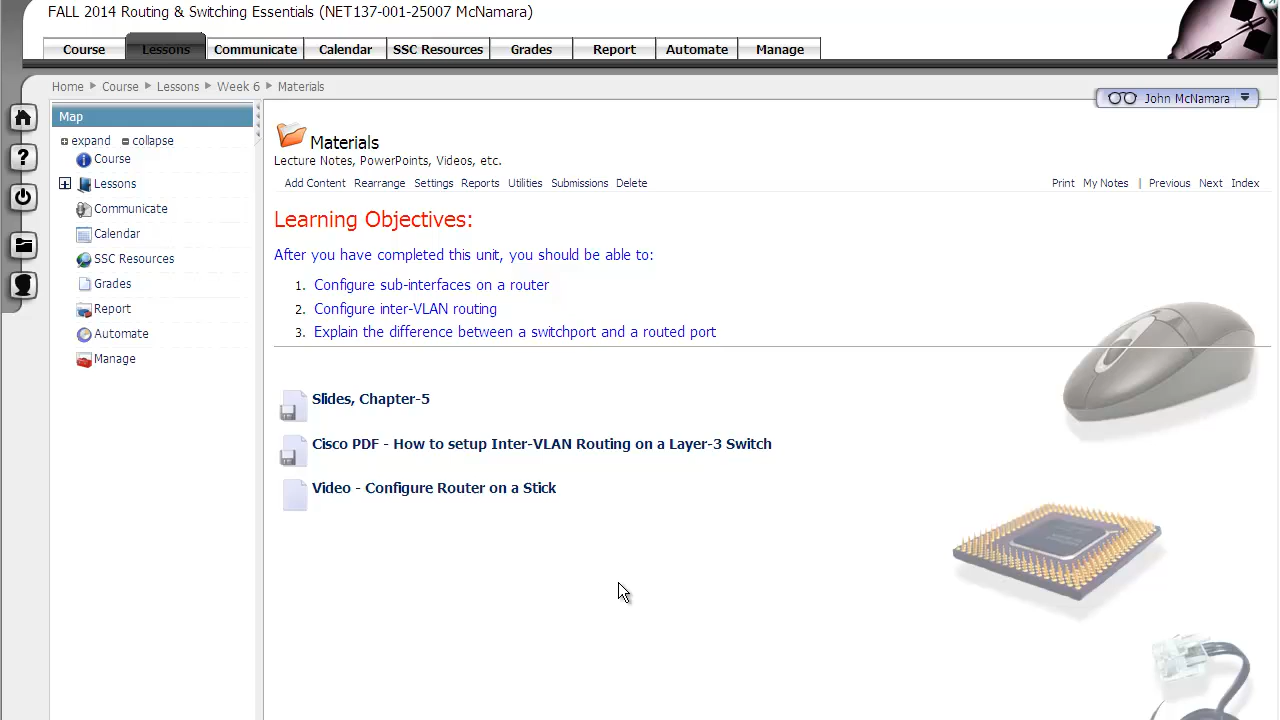 FALL 2014 Routing & Switching Essentials (NET137-001-25007 McNamara)
Course Lessons Communicate Calendar SSC Resources Grades Report Automate Manage
Home Course Lessons Week 6 Materials
John McNamara
Map
expand collapse
Course
Lessons
Communicate
Calendar
SSC Resources
Grades
Report
Automate
Manage
Materials
Lecture Notes, PowerPoints, Videos, etc.
Add Content Rearrange Settings Reports Utilities Submissions Delete Print My Notes | Previous Next Index
Learning Objectives:
After you have completed this unit, you should be able to:
1. Configure sub-interfaces on a router
2. Configure inter-VLAN routing
3. Explain the difference between a switchport and a routed port
Slides, Chapter-5
Cisco PDF - How to setup Inter-VLAN Routing on a Layer-3 Switch
Video - Configure Router on a Stick